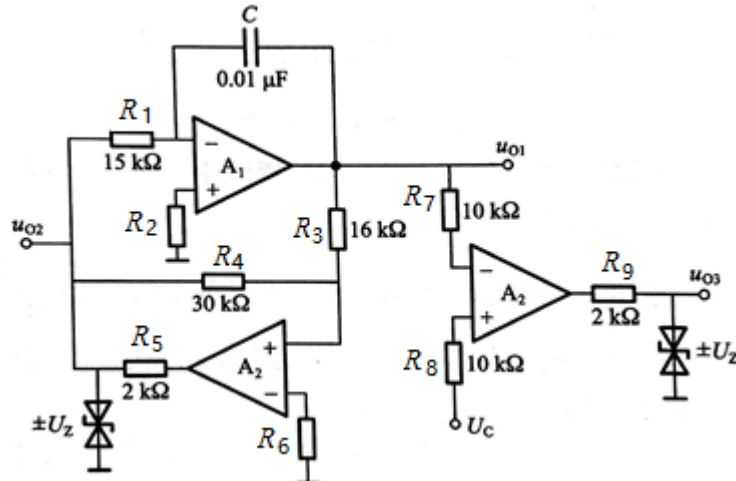 C
0.01 μF
R1
15 kΩ
−
A1
+
R2
uO1
R3
16 kΩ
R7
10 kΩ
uO2
R4
30 kΩ
−
A2
+
R9
2 kΩ
uO3
R5
2 kΩ
+
A2
−
R8
10 kΩ
±UZ
±UZ
R6
UC